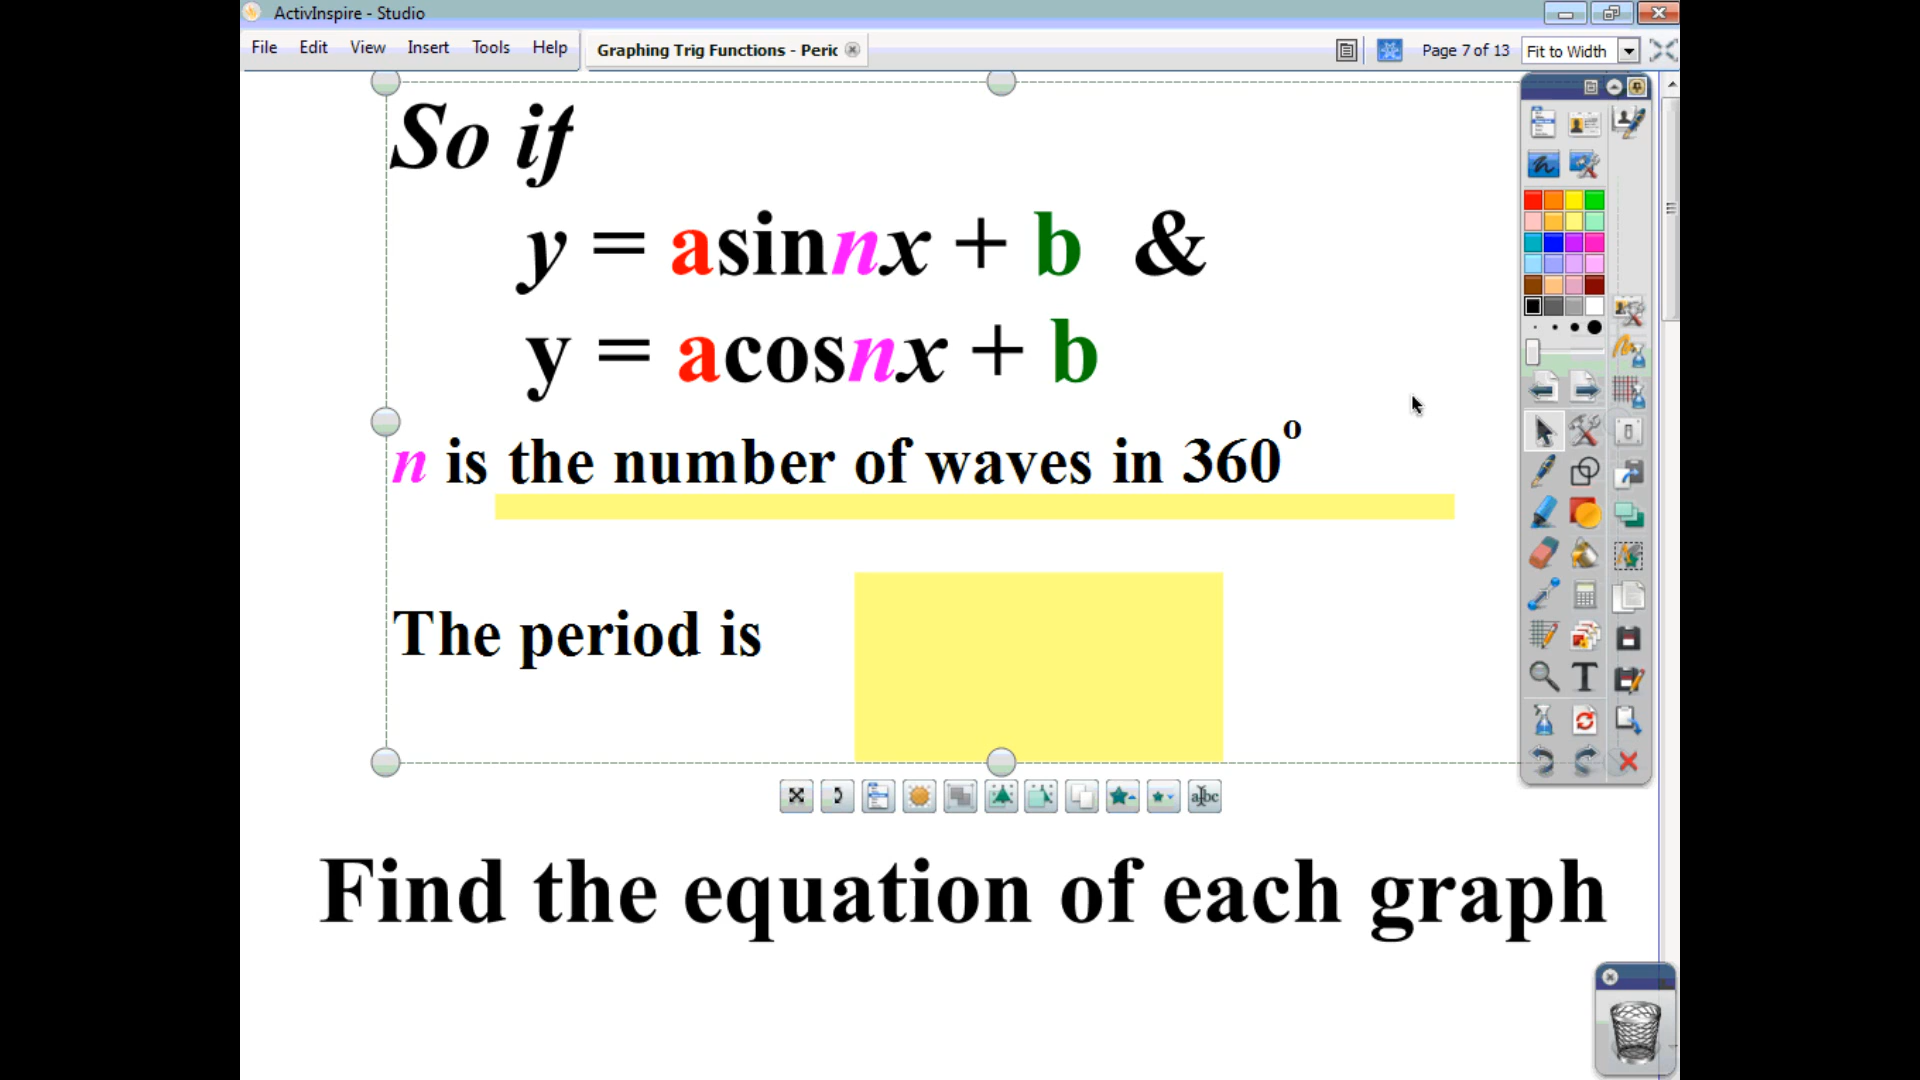 ActivInspire - Studio
File Edit View Insert Tools Help
Graphing Trig Functions - Peric
Page 7 of 13
Fit to Width
So if
y = asinnx + b &
y = acosnx + b
n is the number of waves in 360°
The period is
Find the equation of each graph